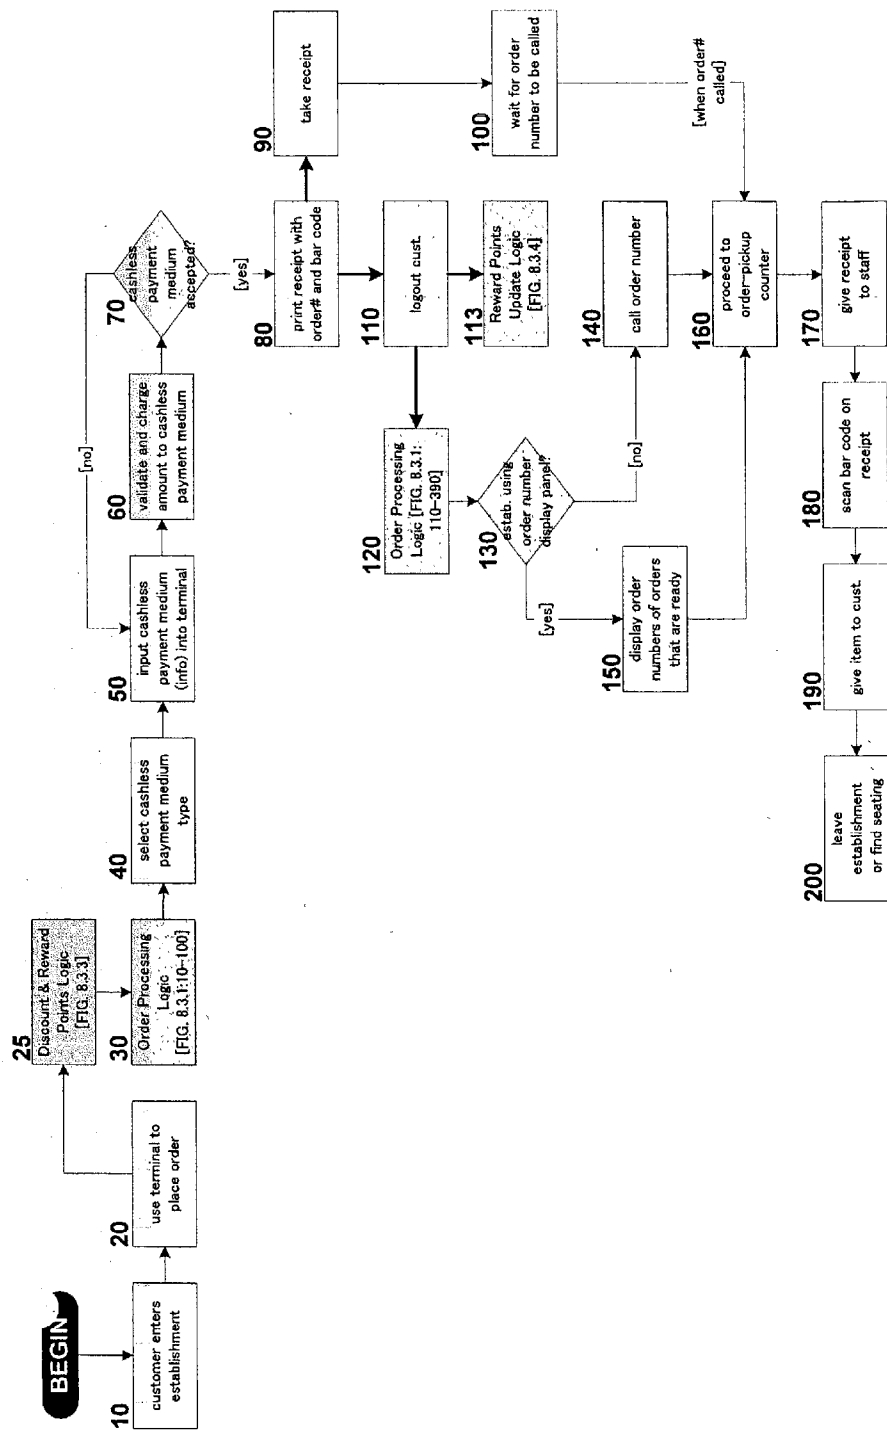 BEGIN
10
customer enters
establishment
20
use terminal to
place order
25
Discount & Reward
Points Logic
[FIG. 8.3.3]
30
Order Processing
Logic
[FIG. 8.3.1:10-100]
40
select cashless
payment medium
type
50
input cashless
payment medium
(info) into terminal
60
validate and charge
amount to cashless
payment medium
70
cashless
payment
medium
accepted?
[no]
[yes]
80
print receipt with
order# and bar code
90
take receipt
100
wait for order
number to be called
[when order#
called]
110
logout cust.
113
Reward Points
Update Logic
[FIG. 8.3.4]
120
Order Processing
Logic [FIG. 8.3.1:
110-390]
130
estab. using
order number
display panel?
[no]
[yes]
140
call order number
150
display order
numbers of orders
that are ready
160
proceed to
order-pickup
counter
170
give receipt
to staff
180
scan bar code on
receipt
190
give item to cust.
200
leave
establishment
or find seating